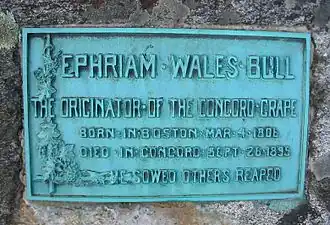 EPHRIAM·WALES·BULL
THE ORIGINATOR·OF THE CONCORD·GRAPE
BORN·IN·BOSTON·MAR·4·1806
DIED·IN·CONCORD·SEPT·26·1895
HE SOWED OTHERS REAPED